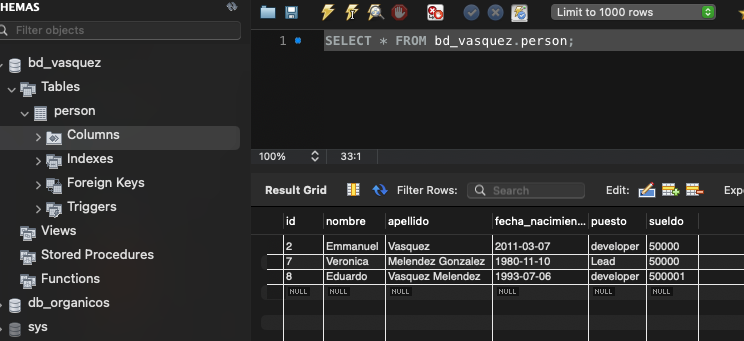 HEMAS
Filter objects
bd_vasquez
Tables
person
Columns
Indexes
Foreign Keys
Triggers
Views
Stored Procedures
Functions
db_organicos
sys
Limit to 1000 rows
1 SELECT * FROM bd_vasquez.person;
100% 33:1
Result Grid Filter Rows: Search Edit: Expo
id nombre apellido fecha_nacimien... puesto sueldo
2 Emmanuel Vasquez 2011-03-07 developer 50000
7 Veronica Melendez Gonzalez 1980-11-10 Lead 50000
8 Eduardo Vasquez Melendez 1993-07-06 developer 500001
NULL NULL NULL NULL NULL NULL